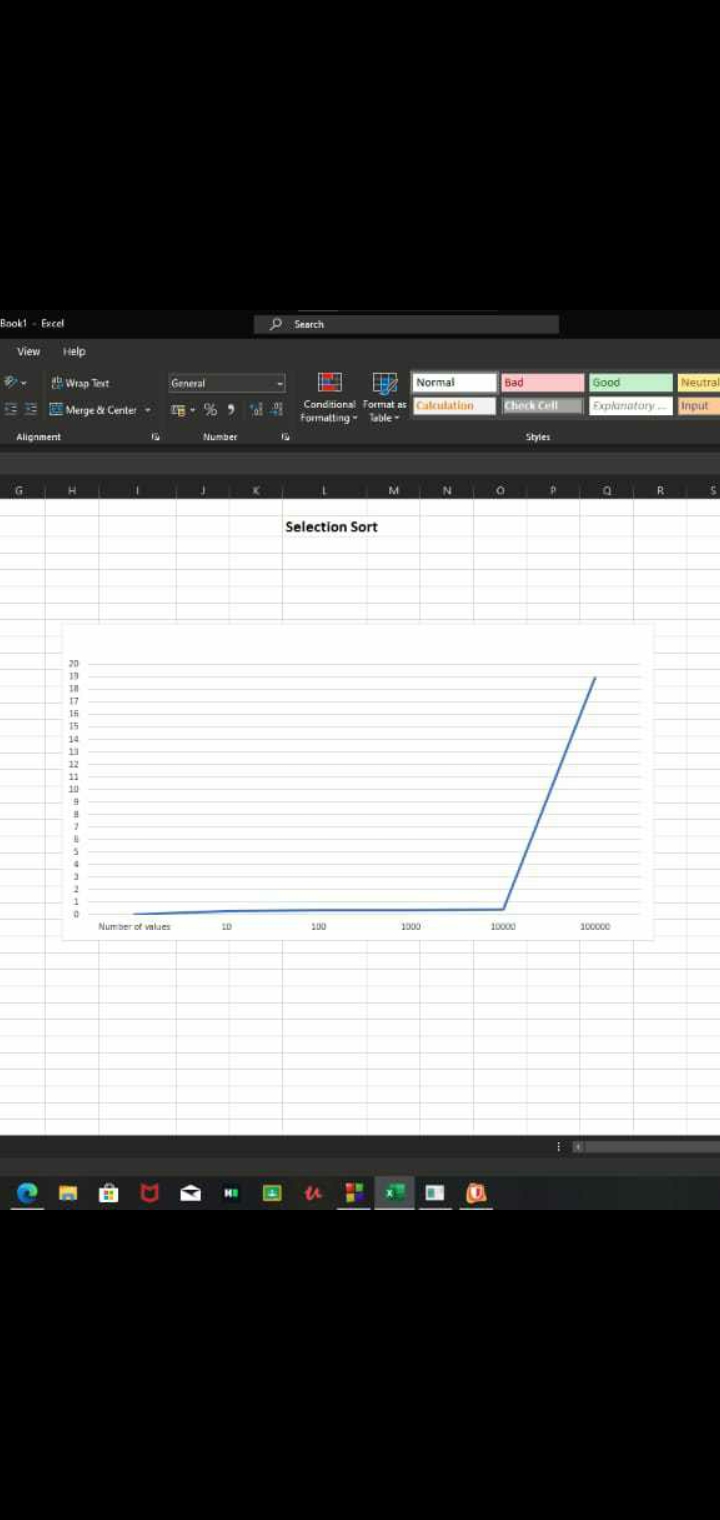 Book1 - Excel
Search
View Help
Wrap Text
General
Normal Bad Good Neutral
Merge & Center
Conditional Formatting
Format as Table
Calculation Check Cell Explanatory ... Input
Alignment Number Styles
G H I J K L M N O P Q R S
Selection Sort
20
19
18
17
16
15
14
13
12
11
10
9
8
7
6
5
4
3
2
1
0
Number of values 10 100 1000 10000 100000